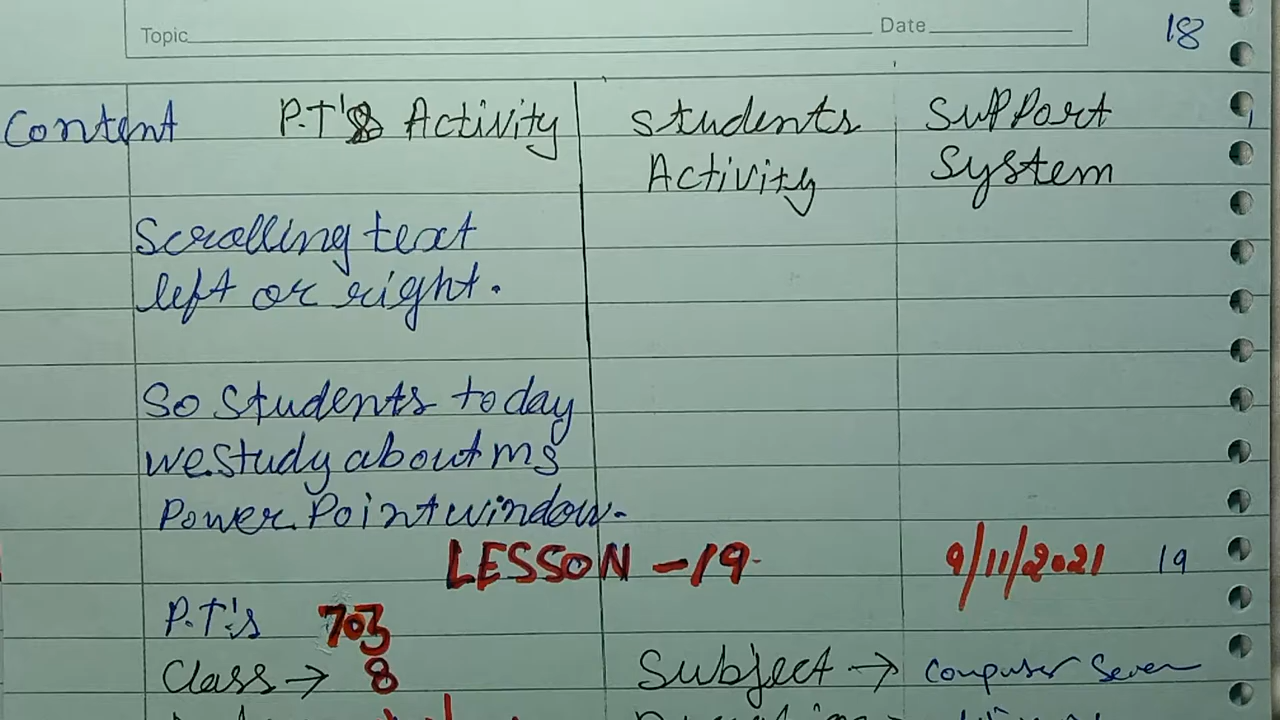 Topic Date 18
Content P.T's Activity Students Support
Activity System
Scrolling text
left or right.
So students today
we study about ms
Power Point window.
LESSON - 19 9/11/2021 19
P.T's 703
Class → 8 Subject → Computer